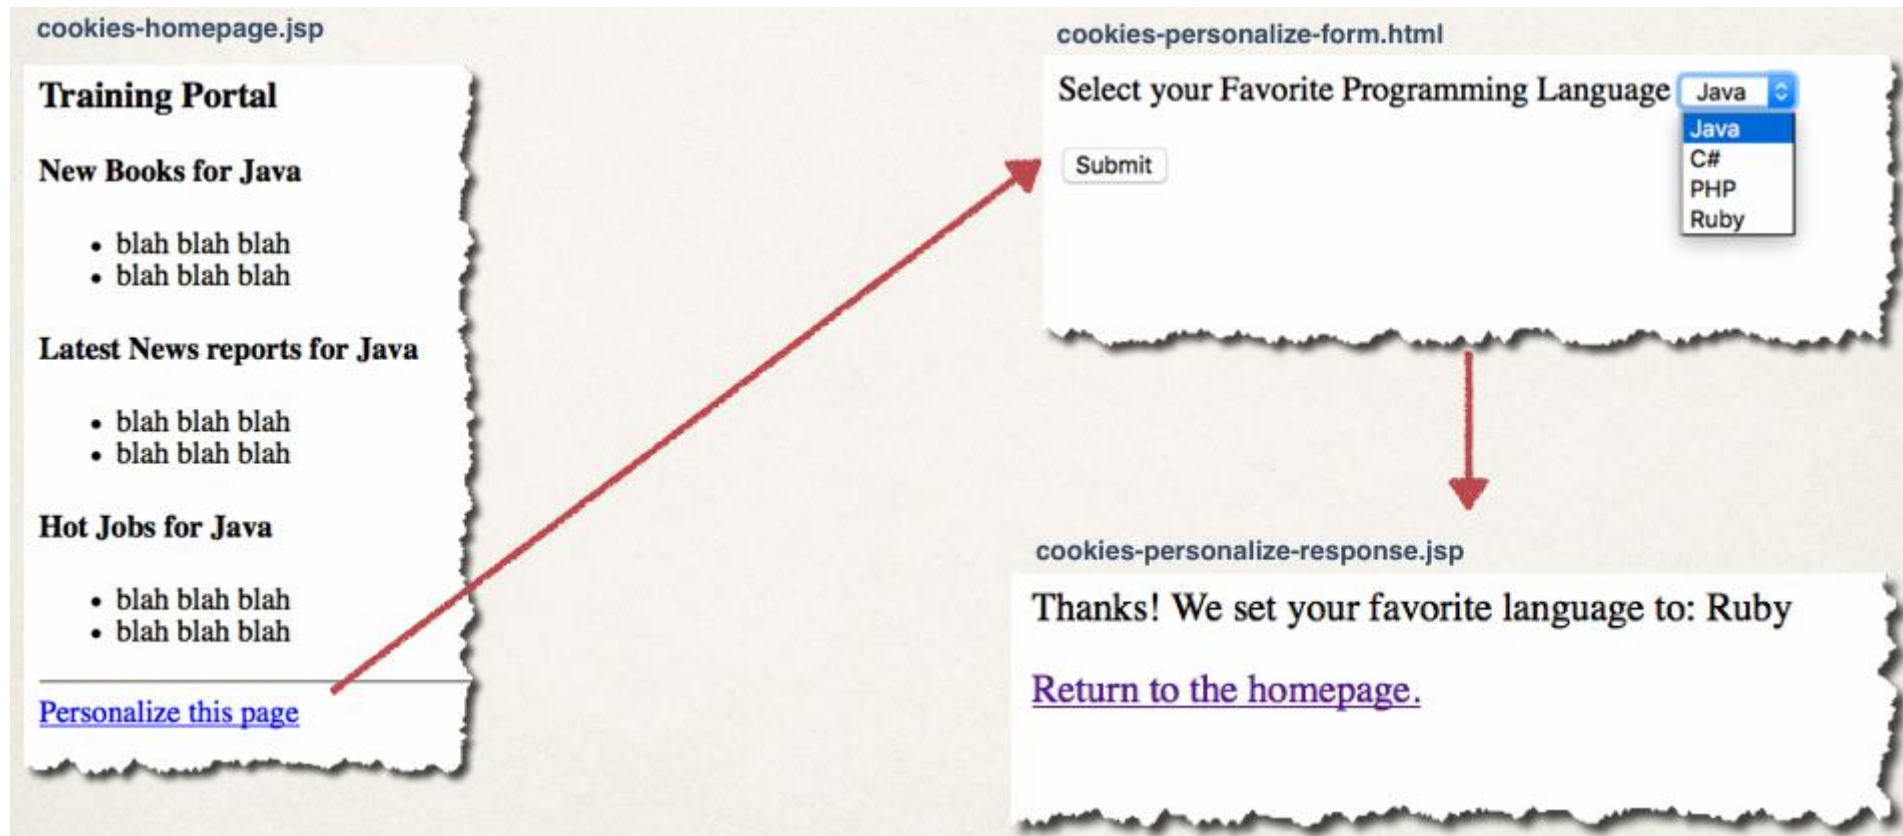 cookies-homepage.jsp
Training Portal
New Books for Java
• blah blah blah
• blah blah blah
Latest News reports for Java
• blah blah blah
• blah blah blah
Hot Jobs for Java
• blah blah blah
• blah blah blah
Personalize this page
cookies-personalize-form.html
Select your Favorite Programming Language Java
Java
C#
PHP
Ruby
Submit
cookies-personalize-response.jsp
Thanks! We set your favorite language to: Ruby
Return to the homepage.